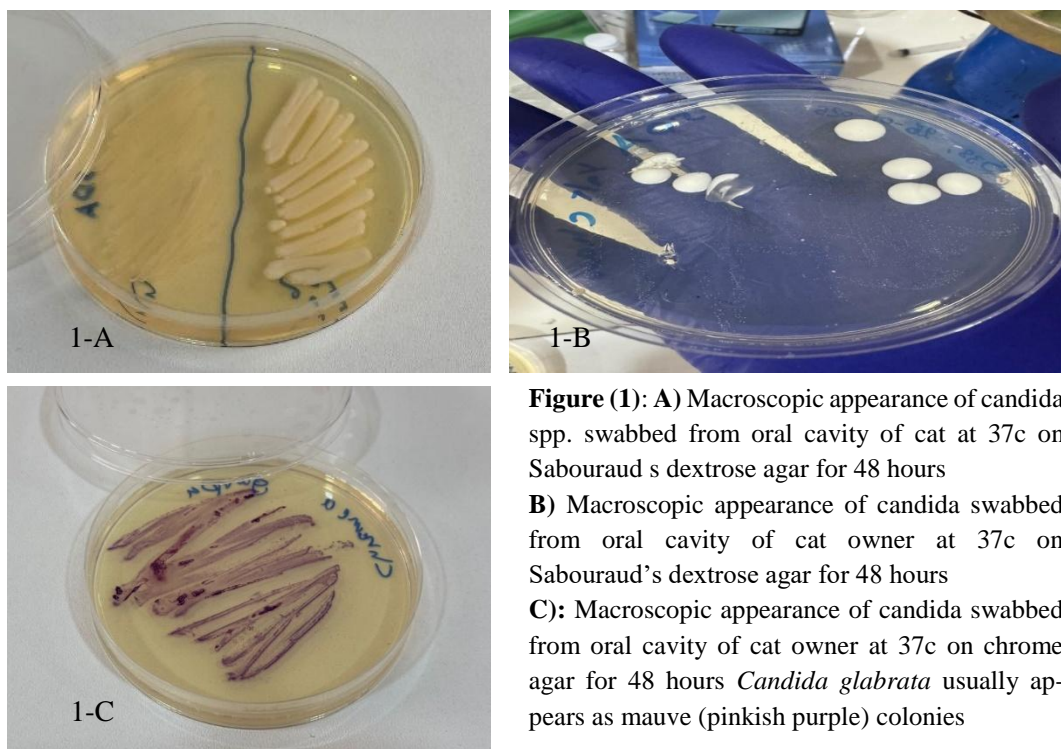 1-A
1-B
1-C
Figure (1): A) Macroscopic appearance of candida
spp. swabbed from oral cavity of cat at 37c on
Sabouraud s dextrose agar for 48 hours
B) Macroscopic appearance of candida swabbed
from oral cavity of cat owner at 37c on
Sabouraud’s dextrose agar for 48 hours
C): Macroscopic appearance of candida swabbed
from oral cavity of cat owner at 37c on chrome
agar for 48 hours Candida glabrata usually ap-
pears as mauve (pinkish purple) colonies